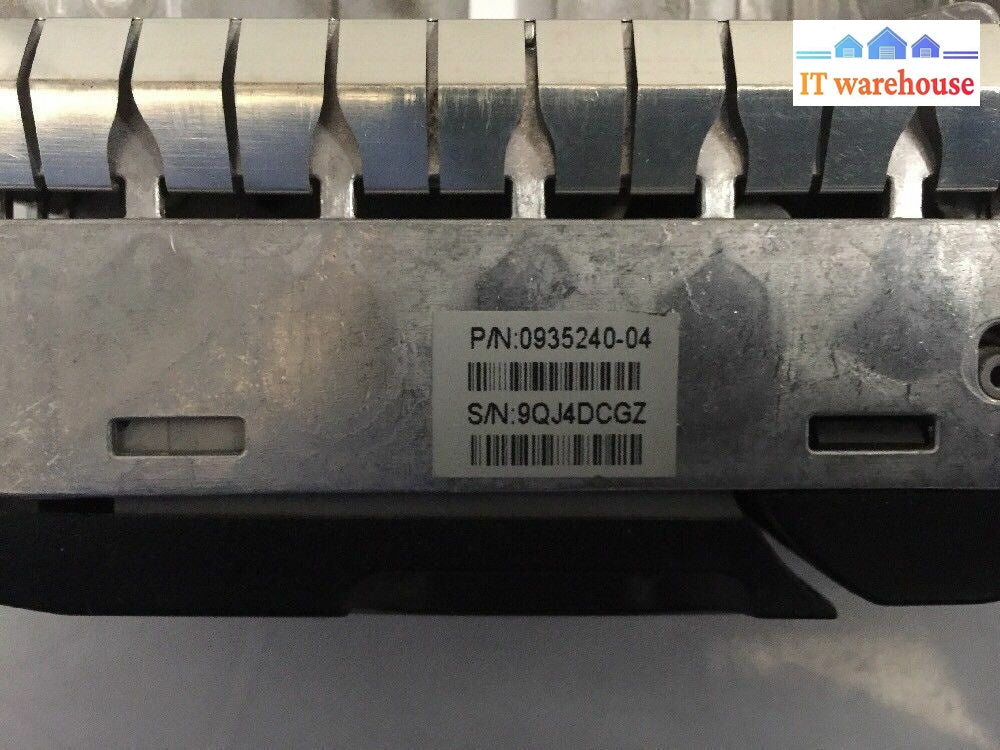 IT warehouse
P/N:0935240-04
S/N:9QJ4DCGZ